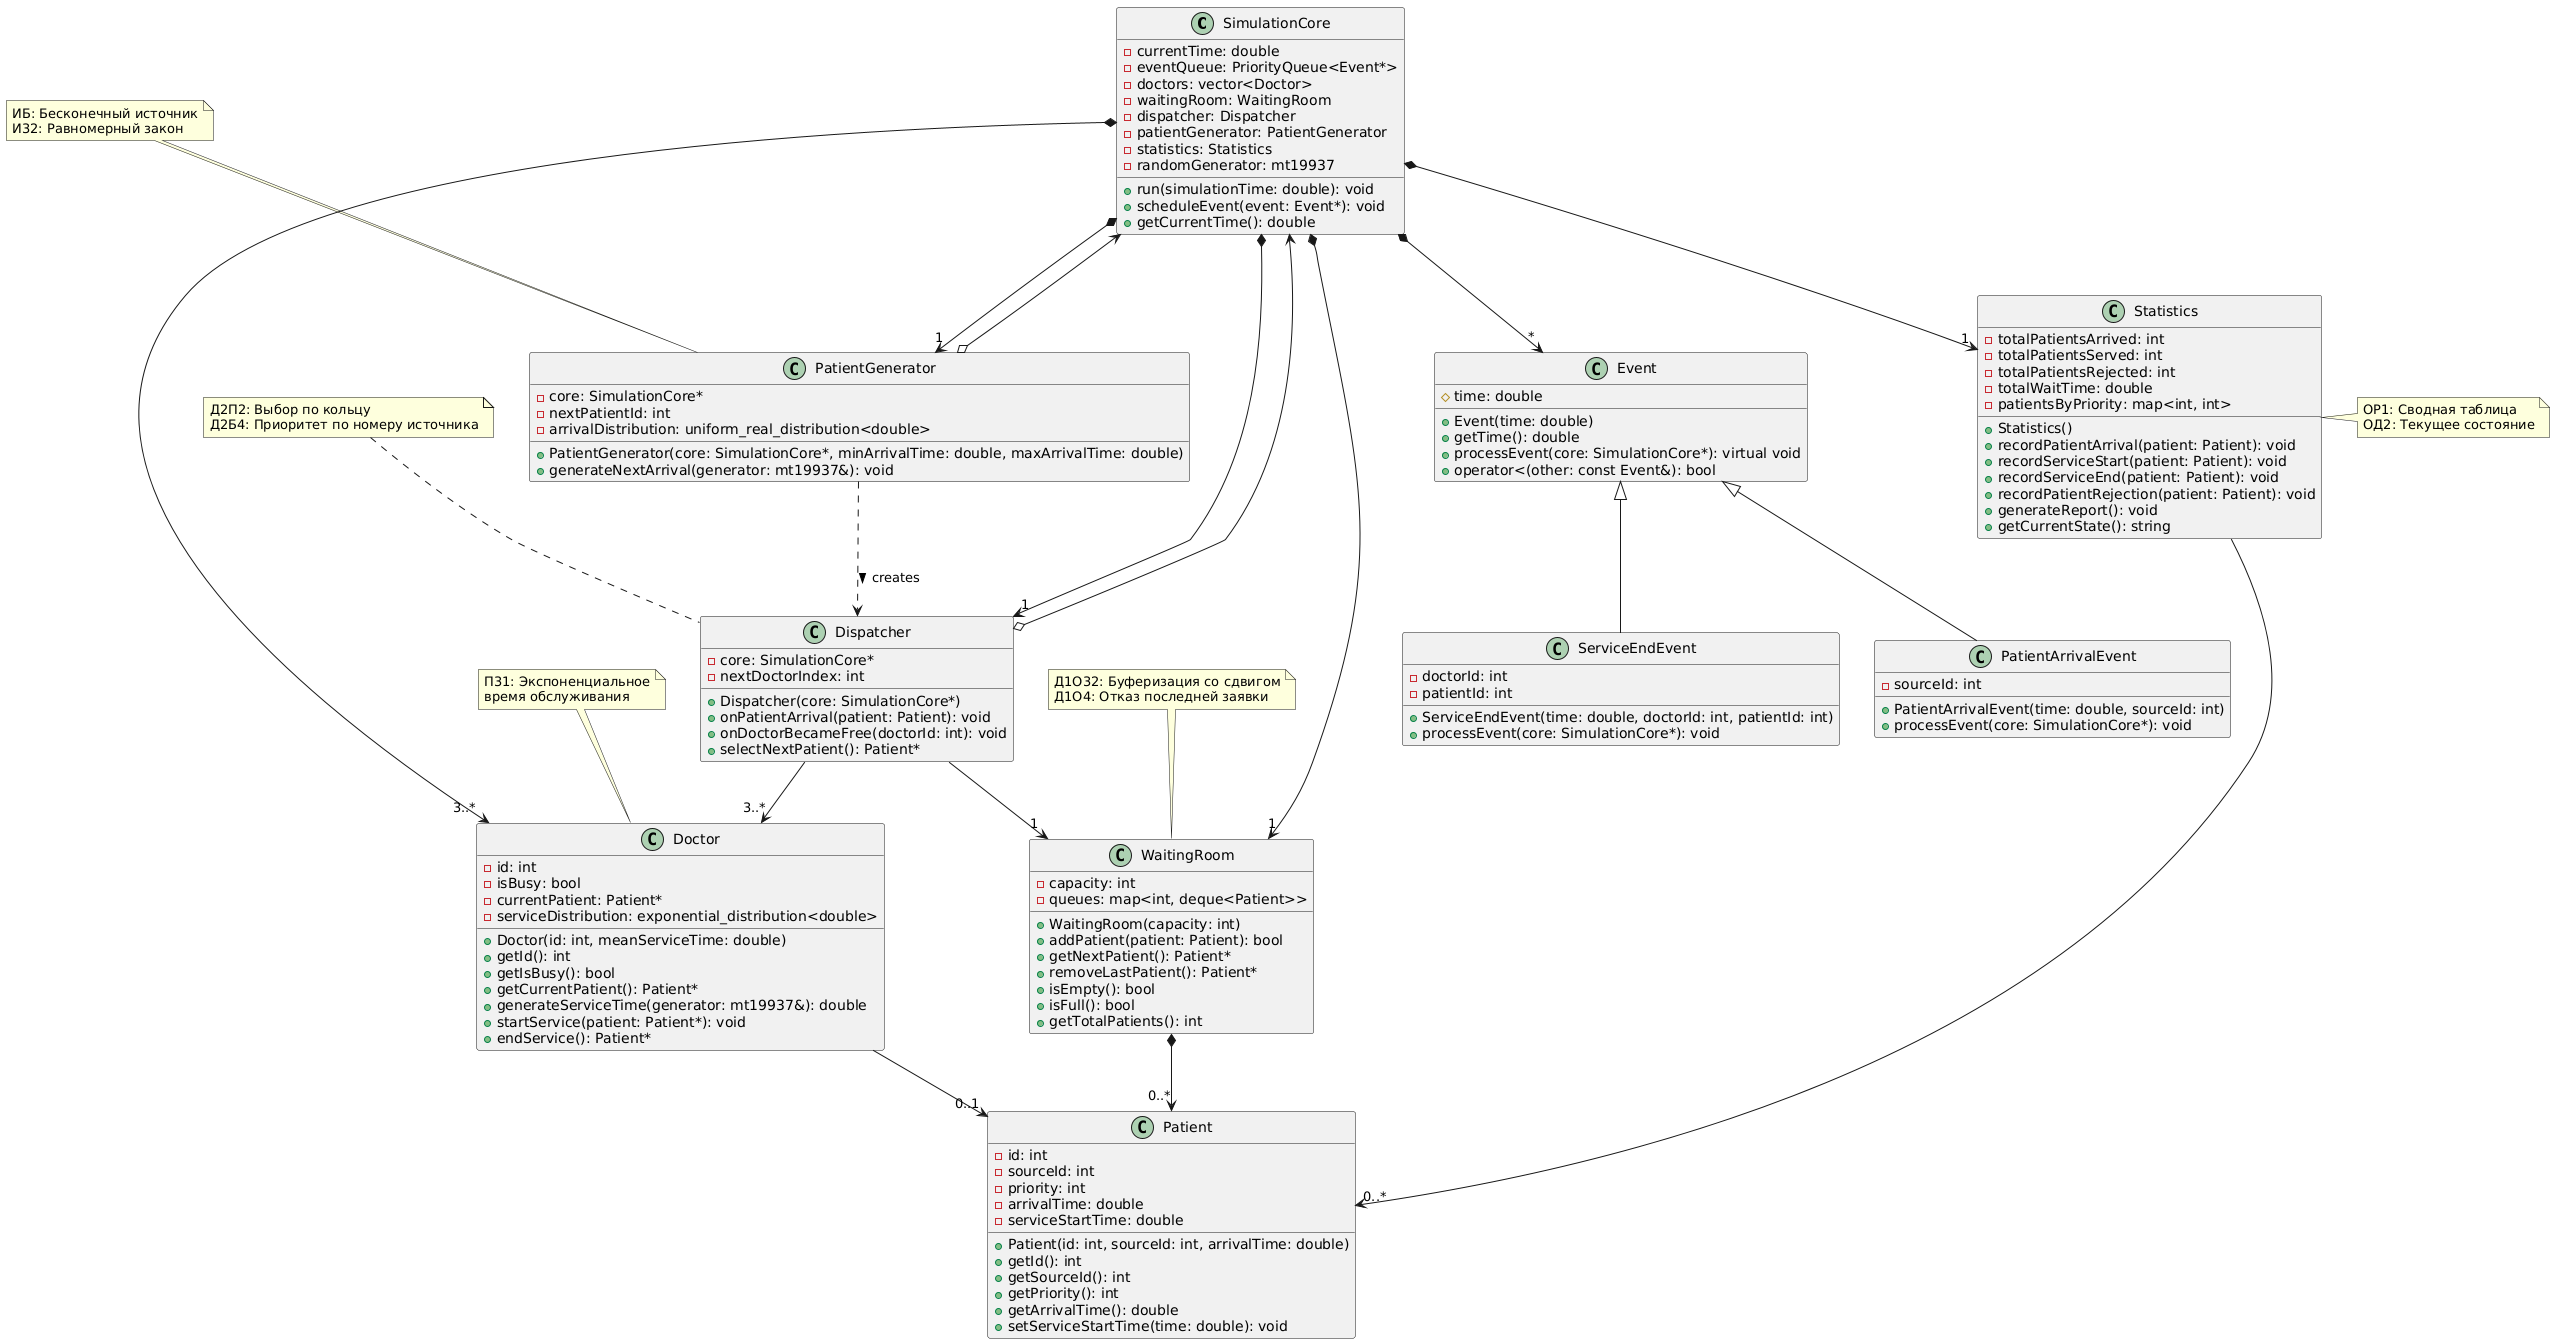 SimulationCore
currentTime: double
eventQueue: PriorityQueue<Event*>
doctors: vector<Doctor>
waitingRoom: WaitingRoom
dispatcher: Dispatcher
patientGenerator: PatientGenerator
statistics: Statistics
randomGenerator: mt19937
run(simulationTime: double): void
scheduleEvent(event: Event*): void
getCurrentTime(): double
ИБ: Бесконечный источник
ИЗ2: Равномерный закон
1
*
1
PatientGenerator
core: SimulationCore*
nextPatientId: int
arrivalDistribution: uniform_real_distribution<double>
PatientGenerator(core: SimulationCore*, minArrivalTime: double, maxArrivalTime: double)
generateNextArrival(generator: mt19937&): void
Event
time: double
Event(time: double)
getTime(): double
processEvent(core: SimulationCore*): virtual void
operator<(other: const Event&): bool
Statistics
totalPatientsArrived: int
totalPatientsServed: int
totalPatientsRejected: int
totalWaitTime: double
patientsByPriority: map<int, int>
Statistics()
recordPatientArrival(patient: Patient): void
recordServiceStart(patient: Patient): void
recordServiceEnd(patient: Patient): void
recordPatientRejection(patient: Patient): void
generateReport(): void
getCurrentState(): string
ОР1: Сводная таблица
ОД2: Текущее состояние
Д2П2: Выбор по кольцу
Д2Б4: Приоритет по номеру источника
creates
1
Dispatcher
core: SimulationCore*
nextDoctorIndex: int
Dispatcher(core: SimulationCore*)
onPatientArrival(patient: Patient): void
onDoctorBecameFree(doctorId: int): void
selectNextPatient(): Patient*
ServiceEndEvent
doctorId: int
patientId: int
ServiceEndEvent(time: double, doctorId: int, patientId: int)
processEvent(core: SimulationCore*): void
PatientArrivalEvent
sourceId: int
PatientArrivalEvent(time: double, sourceId: int)
processEvent(core: SimulationCore*): void
ПЗ1: Экспоненциальное
время обслуживания
Д1ОЗ2: Буферизация со сдвигом
Д1О4: Отказ последней заявки
3..*
3..*
1
1
Doctor
id: int
isBusy: bool
currentPatient: Patient*
serviceDistribution: exponential_distribution<double>
Doctor(id: int, meanServiceTime: double)
getId(): int
getIsBusy(): bool
getCurrentPatient(): Patient*
generateServiceTime(generator: mt19937&): double
startService(patient: Patient*): void
endService(): Patient*
WaitingRoom
capacity: int
queues: map<int, deque<Patient>>
WaitingRoom(capacity: int)
addPatient(patient: Patient): bool
getNextPatient(): Patient*
removeLastPatient(): Patient*
isEmpty(): bool
isFull(): bool
getTotalPatients(): int
0..1
0..*
0..*
Patient
id: int
sourceId: int
priority: int
arrivalTime: double
serviceStartTime: double
Patient(id: int, sourceId: int, arrivalTime: double)
getId(): int
getSourceId(): int
getPriority(): int
getArrivalTime(): double
setServiceStartTime(time: double): void